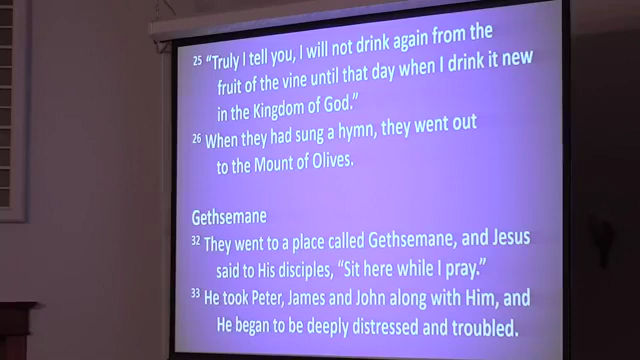 25 “Truly I tell you, I will not drink again from the
fruit of the vine until that day when I drink it new
in the Kingdom of God.”
26 When they had sung a hymn, they went out
to the Mount of Olives.
Gethsemane
32 They went to a place called Gethsemane, and Jesus
said to His disciples, “Sit here while I pray.”
33 He took Peter, James and John along with Him, and
He began to be deeply distressed and troubled.